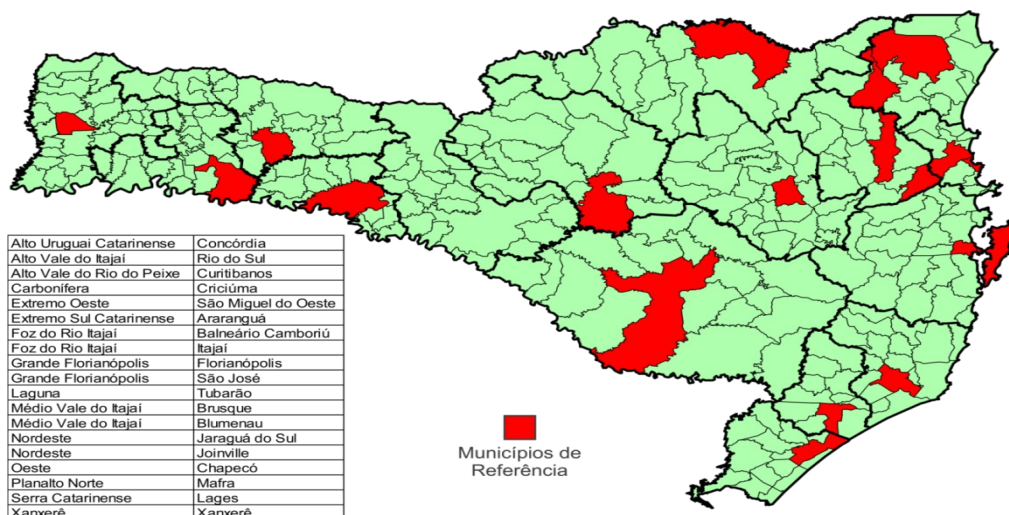 Alto Uruguai Catarinense Concórdia
Alto Vale do Itajaí Rio do Sul
Alto Vale do Rio do Peixe Curitibanos
Carbonífera Criciúma
Extremo Oeste São Miguel do Oeste
Extremo Sul Catarinense Araranguá
Foz do Rio Itajaí Balneário Camboriú
Foz do Rio Itajaí Itajaí
Grande Florianópolis Florianópolis
Grande Florianópolis São José
Laguna Tubarão
Médio Vale do Itajaí Brusque
Médio Vale do Itajaí Blumenau
Nordeste Jaraguá do Sul
Nordeste Joinville
Oeste Chapecó
Planalto Norte Mafra
Serra Catarinense Lages
Xanxerê Xanxerê
Municípios de
Referência